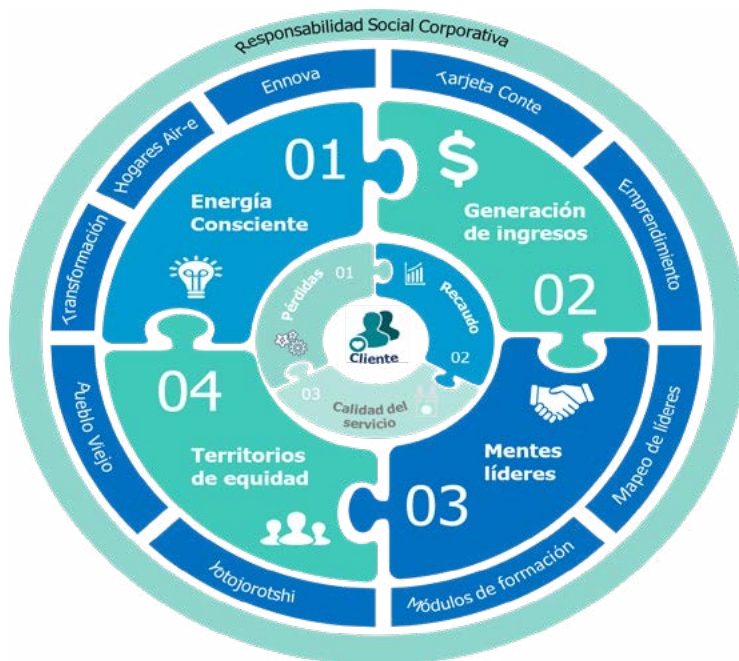 Responsabilidad Social Corporativa
Ennova
Tarjeta Conte
Hogares Air-e
Emprendimiento
Transformación
01
Energía
Consciente
$
Generación
de ingresos
02
Pérdidas
01
Recaudo
02
Cliente
03
Calidad del
servicio
04
Territorios
de equidad
Mentes
líderes
03
Pueblo Viejo
Mapeo de líderes
Yotojorotshi
Módulos de formación